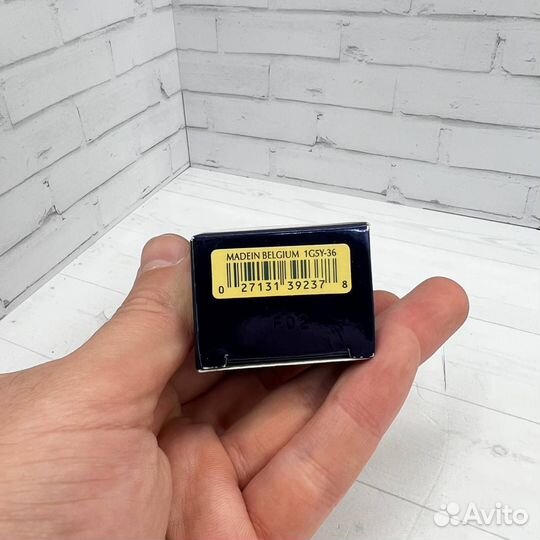 MADEIN BELGIUM 1G5Y-36
0 27131 39237 8
F02
Avito